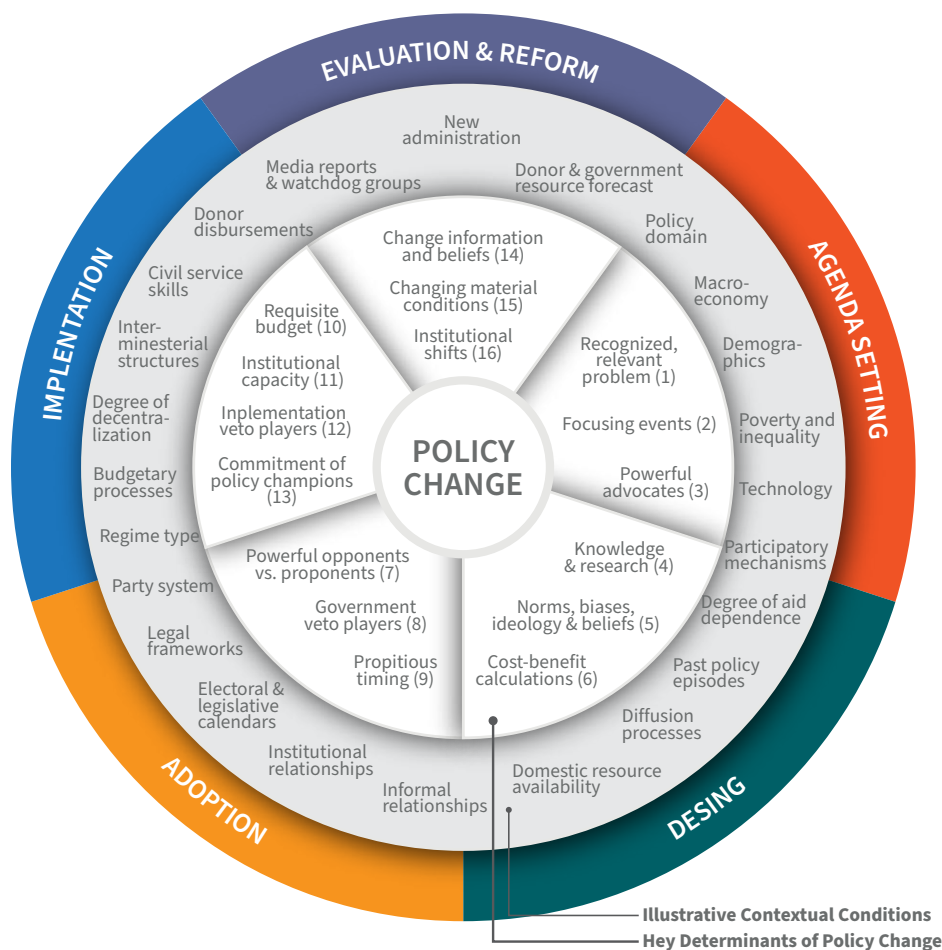 EVALUATION & REFORM
AGENDA SETTING
DESING
ADOPTION
IMPLENTATION
New
administration
Donor & government
resource forecast
Policy
domain
Macro-
economy
Demogra-
phics
Poverty and
inequality
Technology
Participatory
mechanisms
Degree of aid
dependence
Past policy
episodes
Diffusion
processes
Domestic resource
availability
Informal
relationships
Institutional
relationships
Electoral &
legislative
calendars
Legal
frameworks
Party system
Regime type
Budgetary
processes
Degree of
decentra-
lization
Inter-
minesterial
structures
Civil service
skills
Donor
disbursements
Media reports
& watchdog groups
Change information
and beliefs (14)
Changing material
conditions (15)
Institutional
shifts (16)
Recognized,
relevant
problem (1)
Focusing events (2)
Powerful
advocates (3)
Knowledge
& research (4)
Norms, biases,
ideology & beliefs (5)
Cost-benefit
calculations (6)
Powerful opponents
vs. proponents (7)
Government
veto players (8)
Propitious
timing (9)
Requisite
budget (10)
Institutional
capacity (11)
Inplementation
veto players (12)
Commitment of
policy champions
(13)
POLICY
CHANGE
Illustrative Contextual Conditions
Hey Determinants of Policy Change